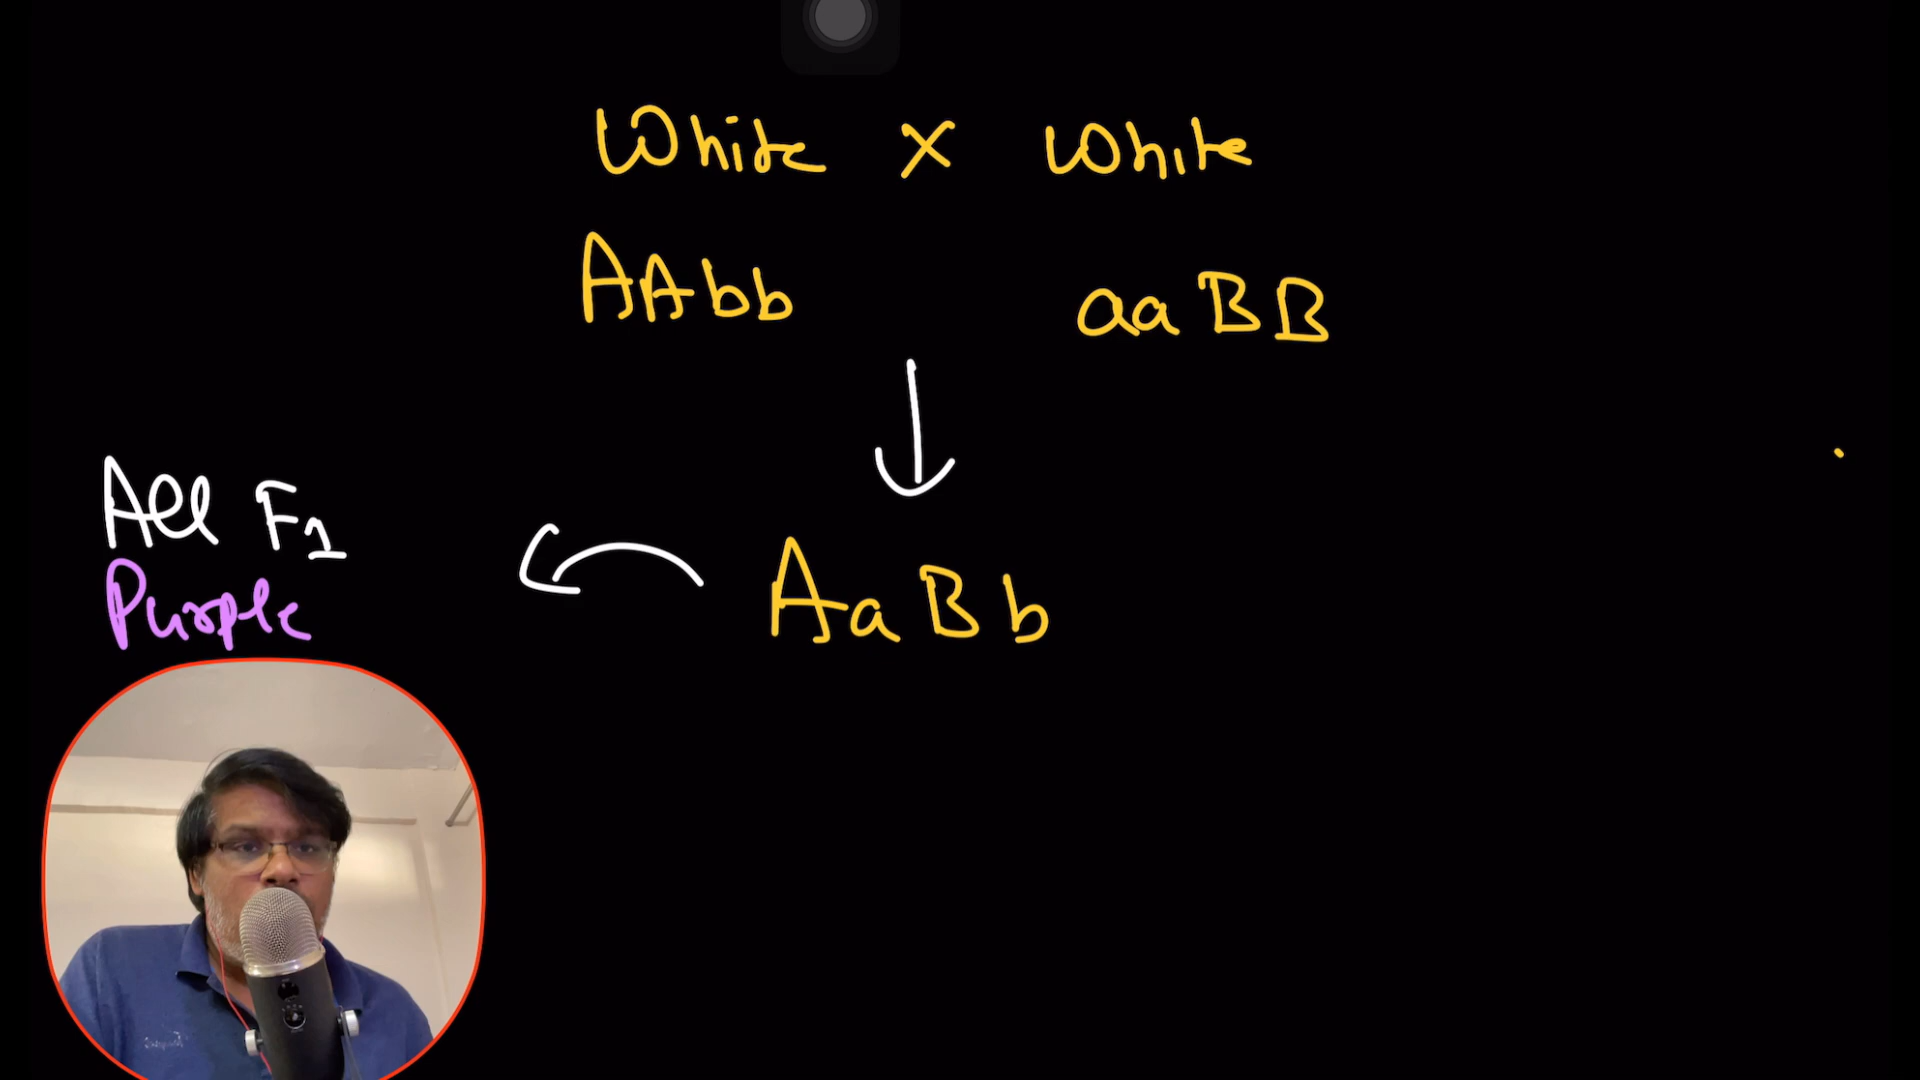 White X White
AAbb aaBB
All F1
Purple
AaBb